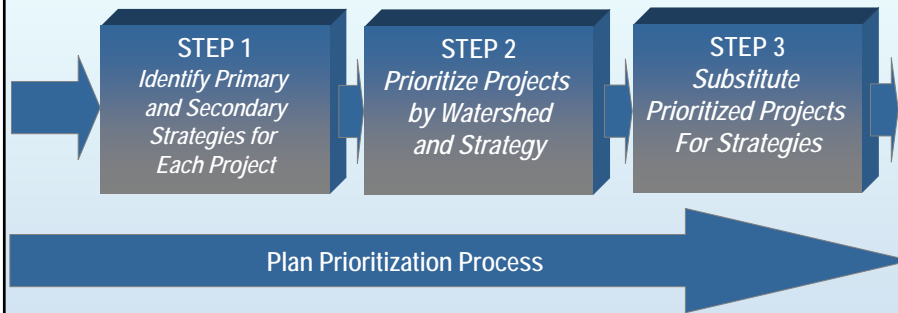 STEP 1
Identify Primary
and Secondary
Strategies for
Each Project
STEP 2
Prioritize Projects
by Watershed
and Strategy
STEP 3
Substitute
Prioritized Projects
For Strategies
Plan Prioritization Process